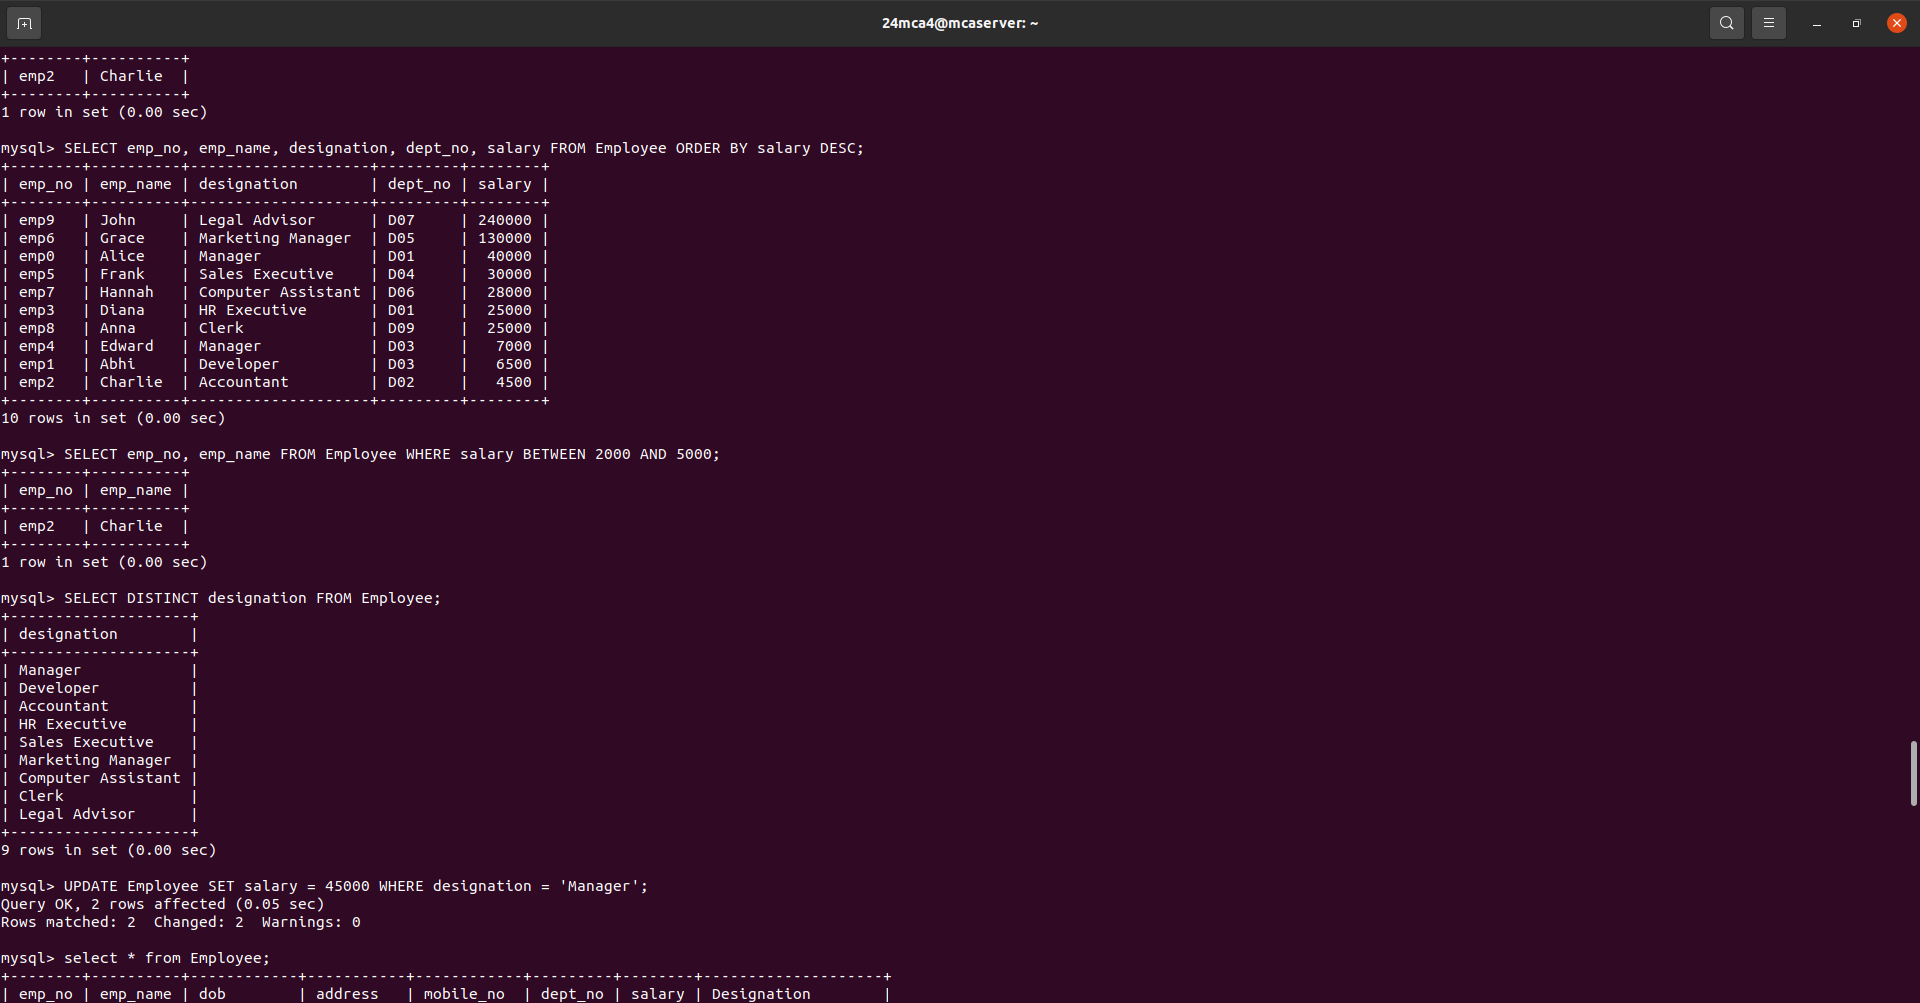 24mca4@mcaserver: ~
+--------+----------+
| emp2   | Charlie  |
+--------+----------+
1 row in set (0.00 sec)

mysql> SELECT emp_no, emp_name, designation, dept_no, salary FROM Employee ORDER BY salary DESC;
+--------+----------+--------------------+---------+--------+
| emp_no | emp_name | designation        | dept_no | salary |
+--------+----------+--------------------+---------+--------+
| emp9   | John     | Legal Advisor      | D07     | 240000 |
| emp6   | Grace    | Marketing Manager  | D05     | 130000 |
| emp0   | Alice    | Manager            | D01     |  40000 |
| emp5   | Frank    | Sales Executive    | D04     |  30000 |
| emp7   | Hannah   | Computer Assistant | D06     |  28000 |
| emp3   | Diana    | HR Executive       | D01     |  25000 |
| emp8   | Anna     | Clerk              | D09     |  25000 |
| emp4   | Edward   | Manager            | D03     |   7000 |
| emp1   | Abhi     | Developer          | D03     |   6500 |
| emp2   | Charlie  | Accountant         | D02     |   4500 |
+--------+----------+--------------------+---------+--------+
10 rows in set (0.00 sec)

mysql> SELECT emp_no, emp_name FROM Employee WHERE salary BETWEEN 2000 AND 5000;
+--------+----------+
| emp_no | emp_name |
+--------+----------+
| emp2   | Charlie  |
+--------+----------+
1 row in set (0.00 sec)

mysql> SELECT DISTINCT designation FROM Employee;
+--------------------+
| designation        |
+--------------------+
| Manager            |
| Developer          |
| Accountant         |
| HR Executive       |
| Sales Executive    |
| Marketing Manager  |
| Computer Assistant |
| Clerk              |
| Legal Advisor      |
+--------------------+
9 rows in set (0.00 sec)

mysql> UPDATE Employee SET salary = 45000 WHERE designation = 'Manager';
Query OK, 2 rows affected (0.05 sec)
Rows matched: 2  Changed: 2  Warnings: 0

mysql> select * from Employee;
+--------+----------+------------+-----------+------------+---------+--------+--------------------+
| emp_no | emp_name | dob        | address   | mobile_no  | dept_no | salary | Designation        |